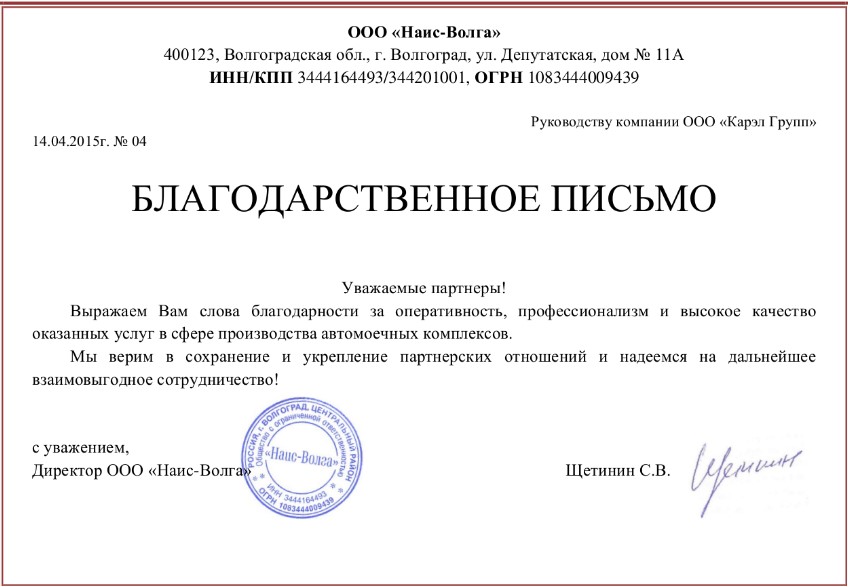 ООО «Наис-Волга»
400123, Волгоградская обл., г. Волгоград, ул. Депутатская, дом № 11А
ИНН/КПП 3444164493/344201001, ОГРН 1083444009439
Руководству компании ООО «Карэл Групп»
14.04.2015г. № 04
БЛАГОДАРСТВЕННОЕ ПИСЬМО
Уважаемые партнеры!
Выражаем Вам слова благодарности за оперативность, профессионализм и высокое качество
оказанных услуг в сфере производства автомоечных комплексов.
Мы верим в сохранение и укрепление партнерских отношений и надеемся на дальнейшее
взаимовыгодное сотрудничество!
с уважением,
Директор ООО «Наис-Волга»
РОССИЯ, г. ВОЛГОГРАД, ЦЕНТРАЛЬНЫЙ РАЙОН
Общество с ограниченной ответственностью
«Наис-Волга»
* ИНН 3444164493 *
* ОГРН 1083444009439 *
Щетинин С.В.
Щетинин